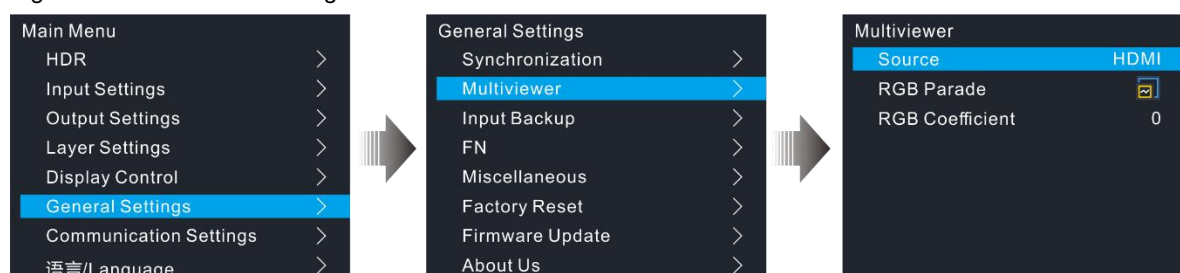 Main Menu
HDR
Input Settings
Output Settings
Layer Settings
Display Control
General Settings
Communication Settings
语言/Language
General Settings
Synchronization
Multiviewer
Input Backup
FN
Miscellaneous
Factory Reset
Firmware Update
About Us
Multiviewer
Source HDMI
RGB Parade
RGB Coefficient 0